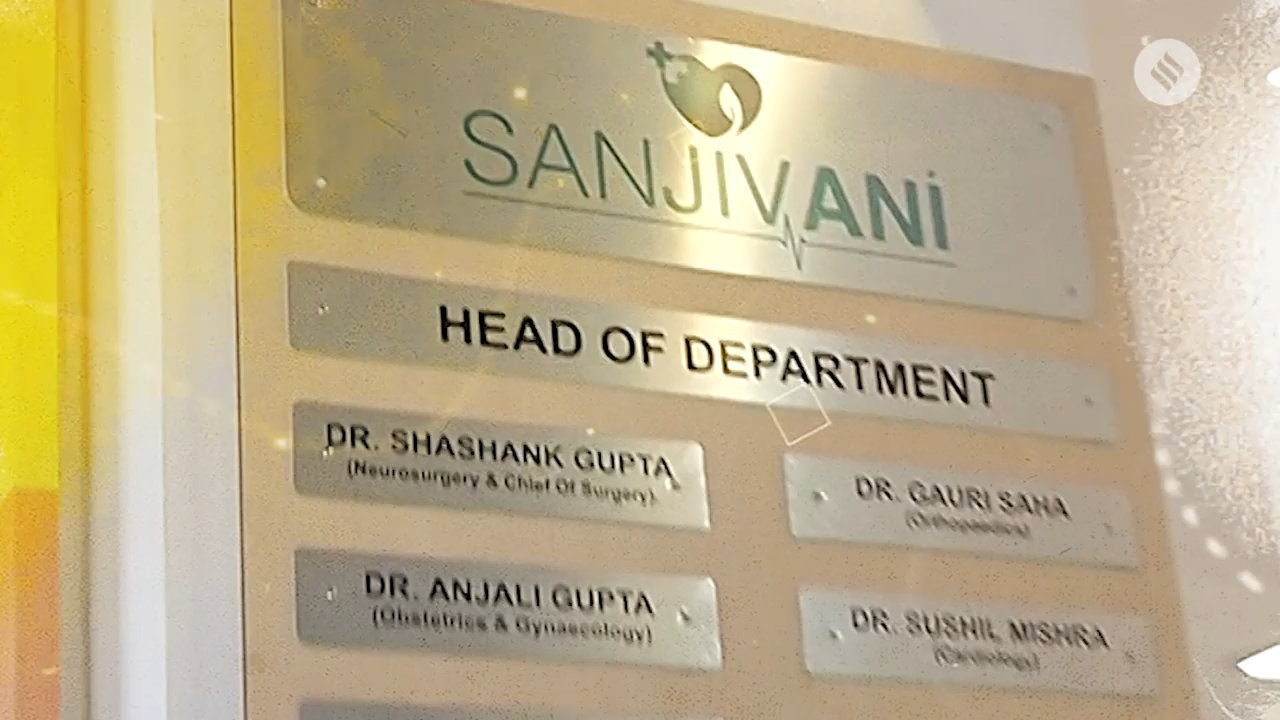 SANJIVANi
HEAD OF DEPARTMENT
DR. SHASHANK GUPTA
(Neurosurgery & Chief Of Surgery)
DR. GAURI SAHA
(Orthopaedics)
DR. ANJALI GUPTA
(Obstetrics & Gynaecology)
DR. SUSHIL MISHRA
(Cardiology)